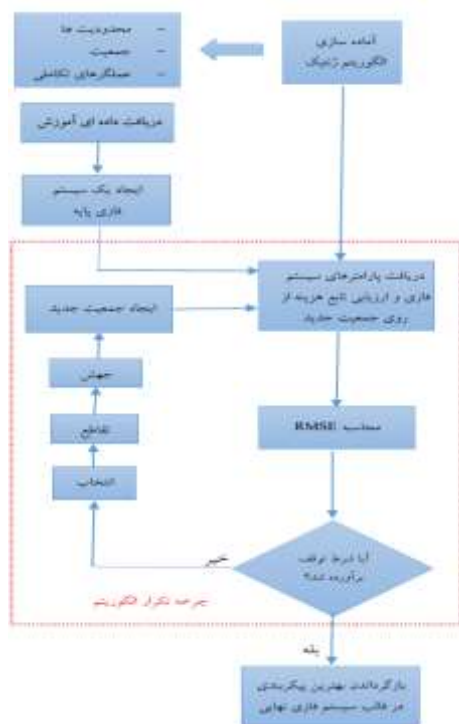 آماده سازی
الگوریتم ژنتیک
- محدودیت ها
- جمعیت
- عملگرهای تکاملی
دریافت داده ای آموزش
ایجاد یک سیستم
فازی پایه
دریافت پارامترهای سیستم
فازی و ارزیابی تابع هزینه از
روی جمعیت جدید
ایجاد جمعیت جدید
جهش
تقاطع
انتخاب
محاسبه RMSE
آیا شرط توقف
برآورده شد؟
خیر
چرخه تکرار الگوریتم
بله
بازگرداندن بهترین پیکربندی
در قالب سیستم فازی نهایی